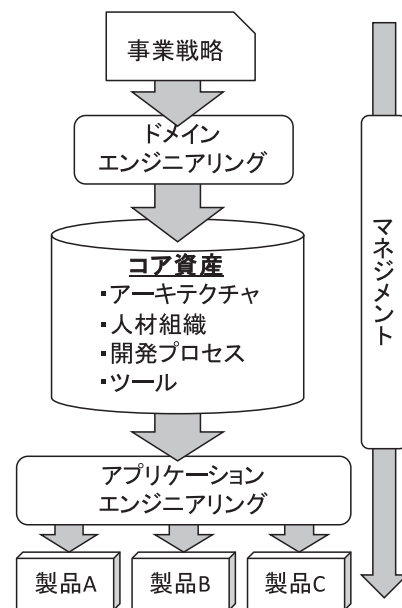 事業戦略
ドメイン
エンジニアリング
コア資産
・アーキテクチャ
・人材組織
・開発プロセス
・ツール
アプリケーション
エンジニアリング
製品A
製品B
製品C
マネジメント